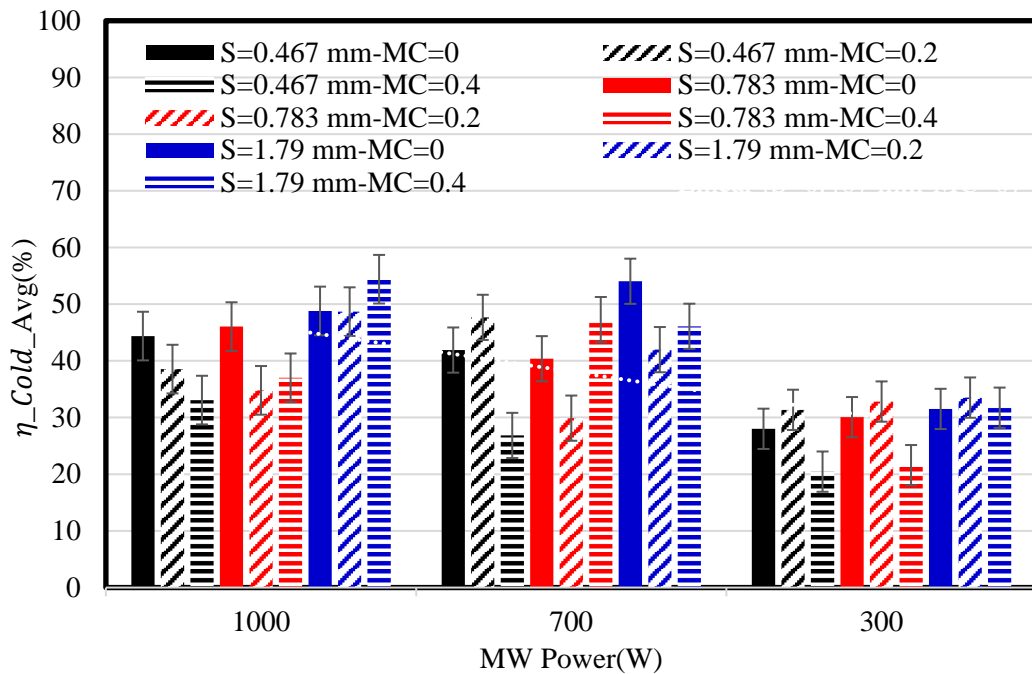 100
90
80
70
60
50
40
30
20
10
0
η_Cold_Avg(%)
S=0.467 mm-MC=0
S=0.467 mm-MC=0.2
S=0.467 mm-MC=0.4
S=0.783 mm-MC=0
S=0.783 mm-MC=0.2
S=0.783 mm-MC=0.4
S=1.79 mm-MC=0
S=1.79 mm-MC=0.2
S=1.79 mm-MC=0.4
1000
700
300
MW Power(W)